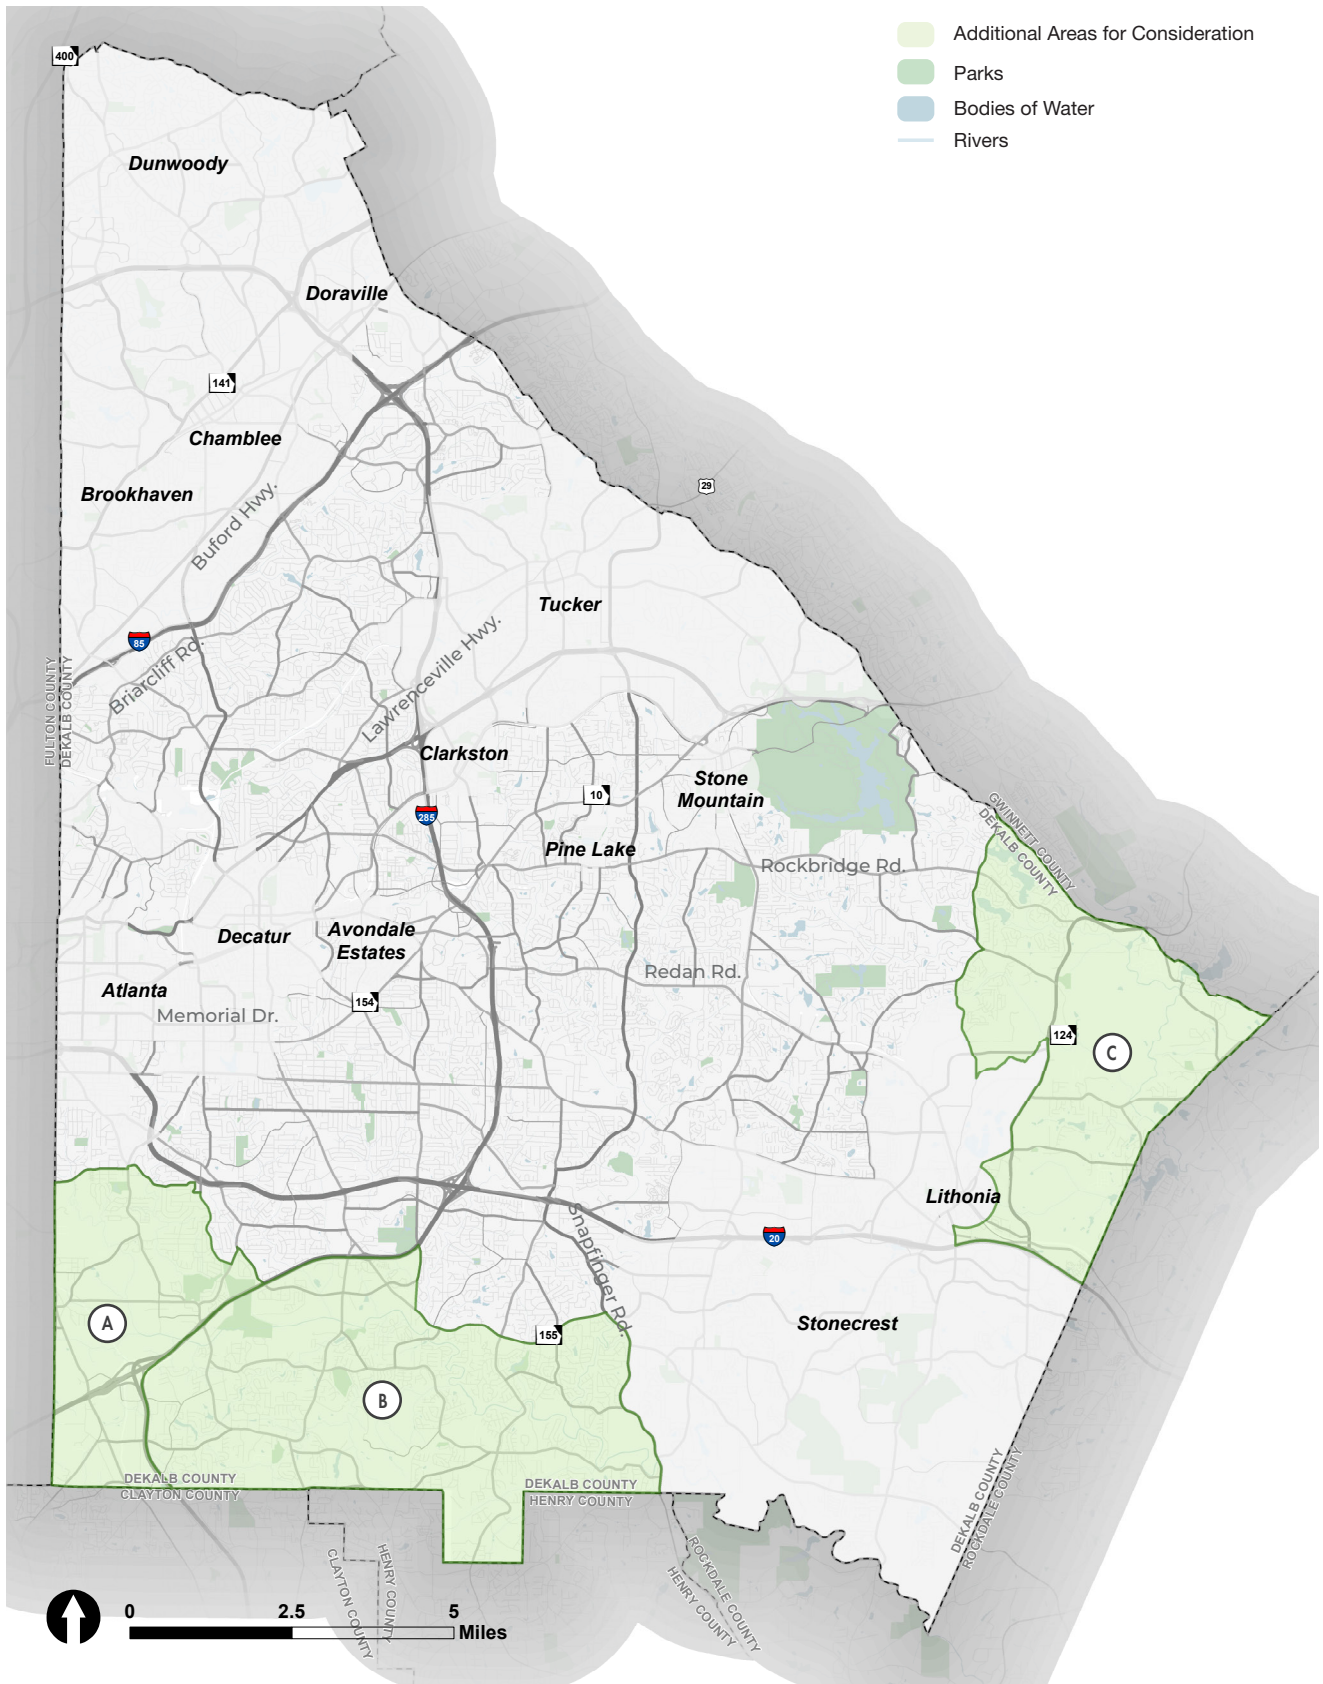 Additional Areas for Consideration
Parks
Bodies of Water
Rivers
400
Dunwoody
Doraville
141
Chamblee
Brookhaven
Buford Hwy.
29
Tucker
85
Briarcliff Rd.
Lawrenceville Hwy.
FULTON COUNTY
DEKALB COUNTY
Clarkston
Stone
Mountain
10
285
Pine Lake
Rockbridge Rd.
GWINNETT COUNTY
DEKALB COUNTY
Decatur
Avondale
Estates
Redan Rd.
Atlanta
154
Memorial Dr.
124
C
Lithonia
Snapfinger Rd.
20
A
155
Stonecrest
B
DEKALB COUNTY
CLAYTON COUNTY
DEKALB COUNTY
HENRY COUNTY
DEKALB COUNTY
ROCKDALE COUNTY
CLAYTON COUNTY
HENRY COUNTY
ROCKDALE COUNTY
HENRY COUNTY
0 2.5 5
Miles